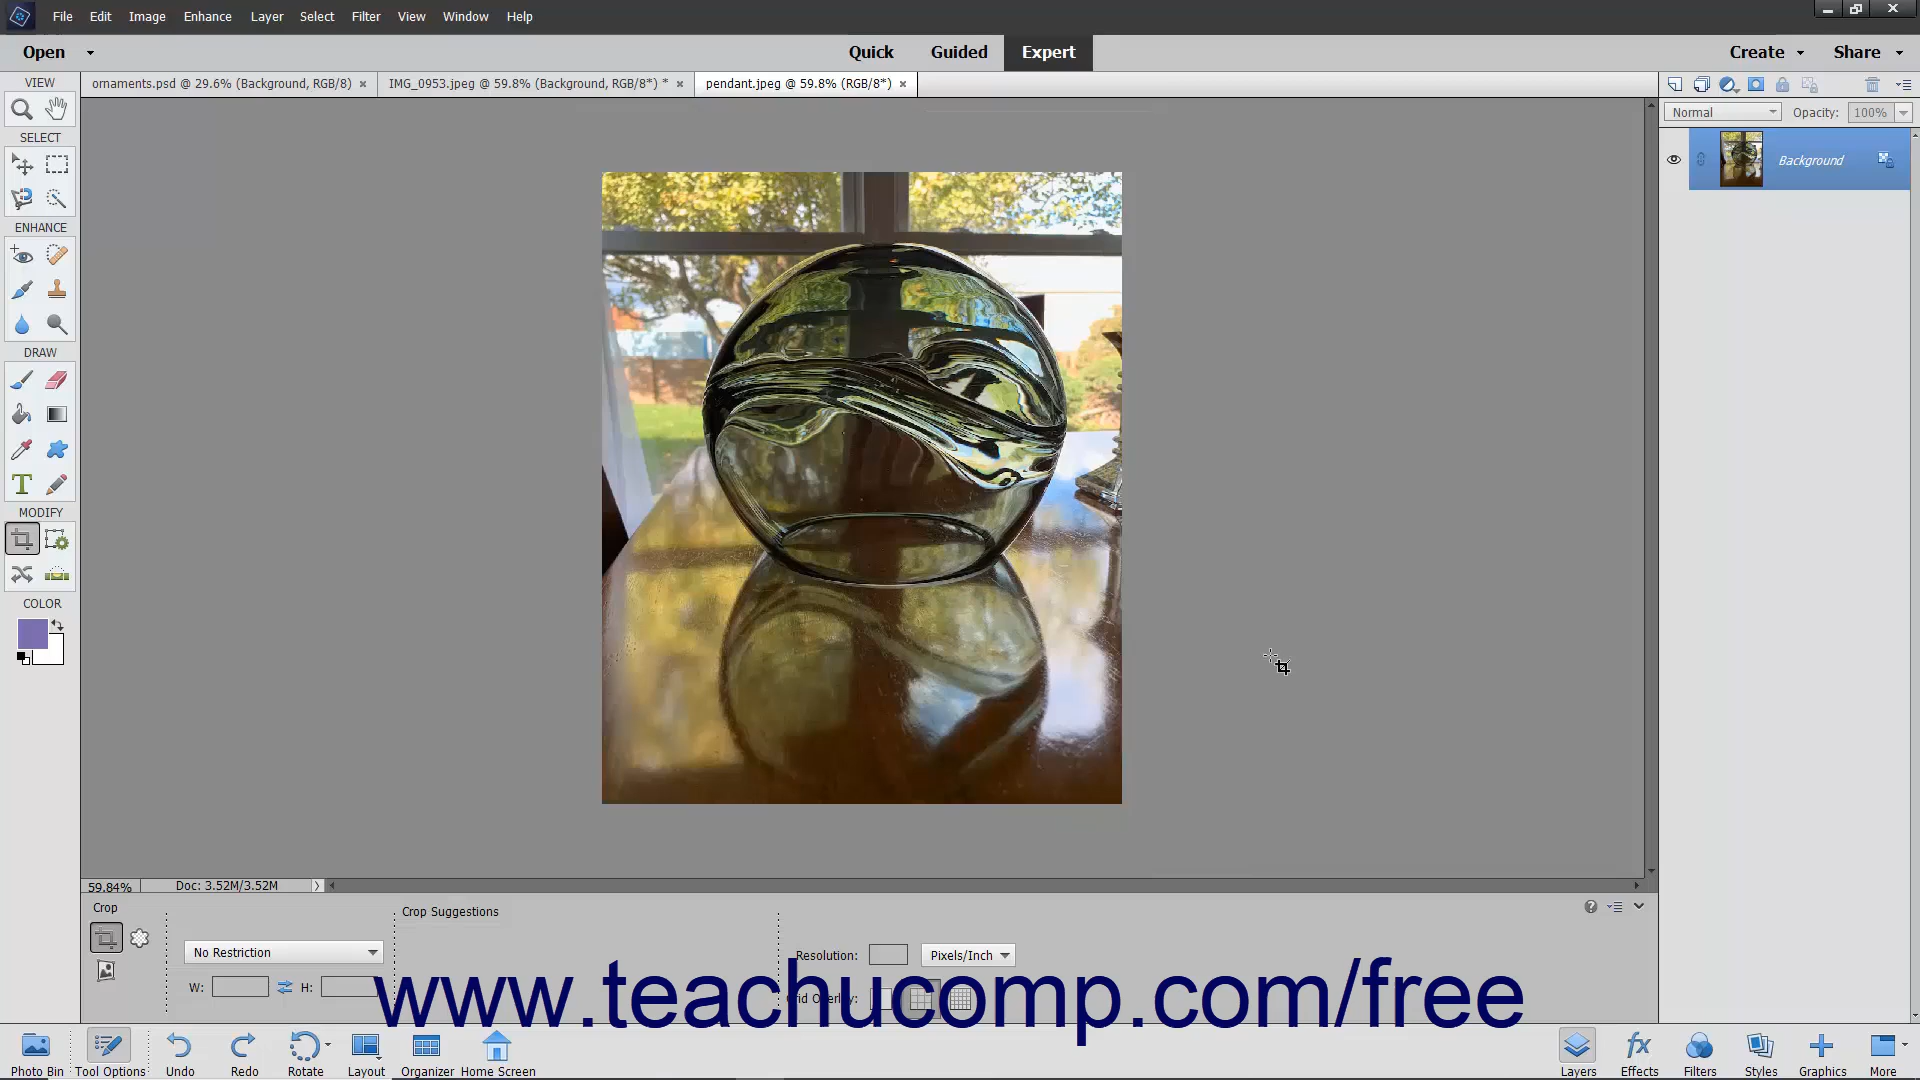 File Edit Image Enhance Layer Select Filter View Window Help
Open Quick Guided Expert Create Share
VIEW ornaments.psd @ 29.6% (Background, RGB/8) × IMG_0953.jpeg @ 59.8% (Background, RGB/8*) * × pendant.jpeg @ 59.8% (RGB/8*) ×
Normal Opacity: 100%
SELECT
Background
ENHANCE
DRAW
T
MODIFY
COLOR
59.84% Doc: 3.52M/3.52M
Crop Crop Suggestions
No Restriction Resolution: Pixels/Inch
W: H: Grid Overlay:
www.teachucomp.com/free
Photo Bin Tool Options Undo Redo Rotate Layout Organizer Home Screen fx Layers Effects Filters Styles Graphics More